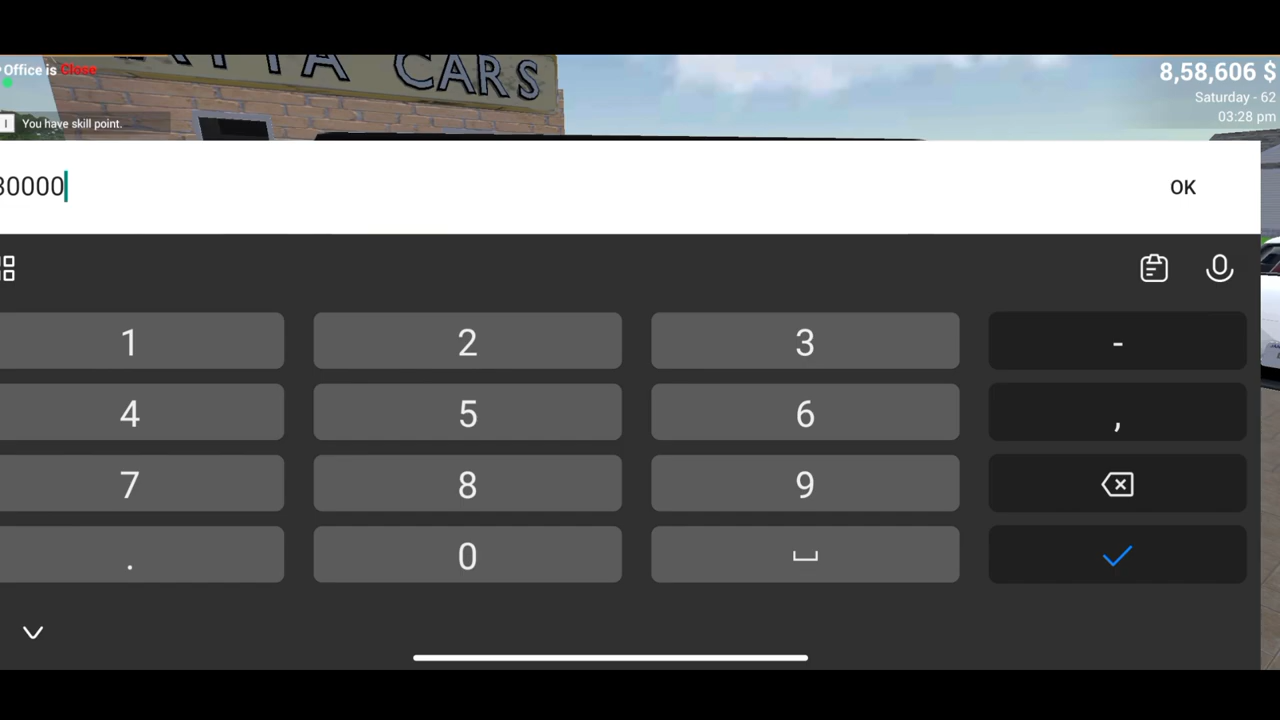 CARS
Office is Close
8,58,606 $
Saturday - 62
I You have skill point.
03:28 pm
30000
OK
1 2 3 -
4 5 6 ,
7 8 9
. 0